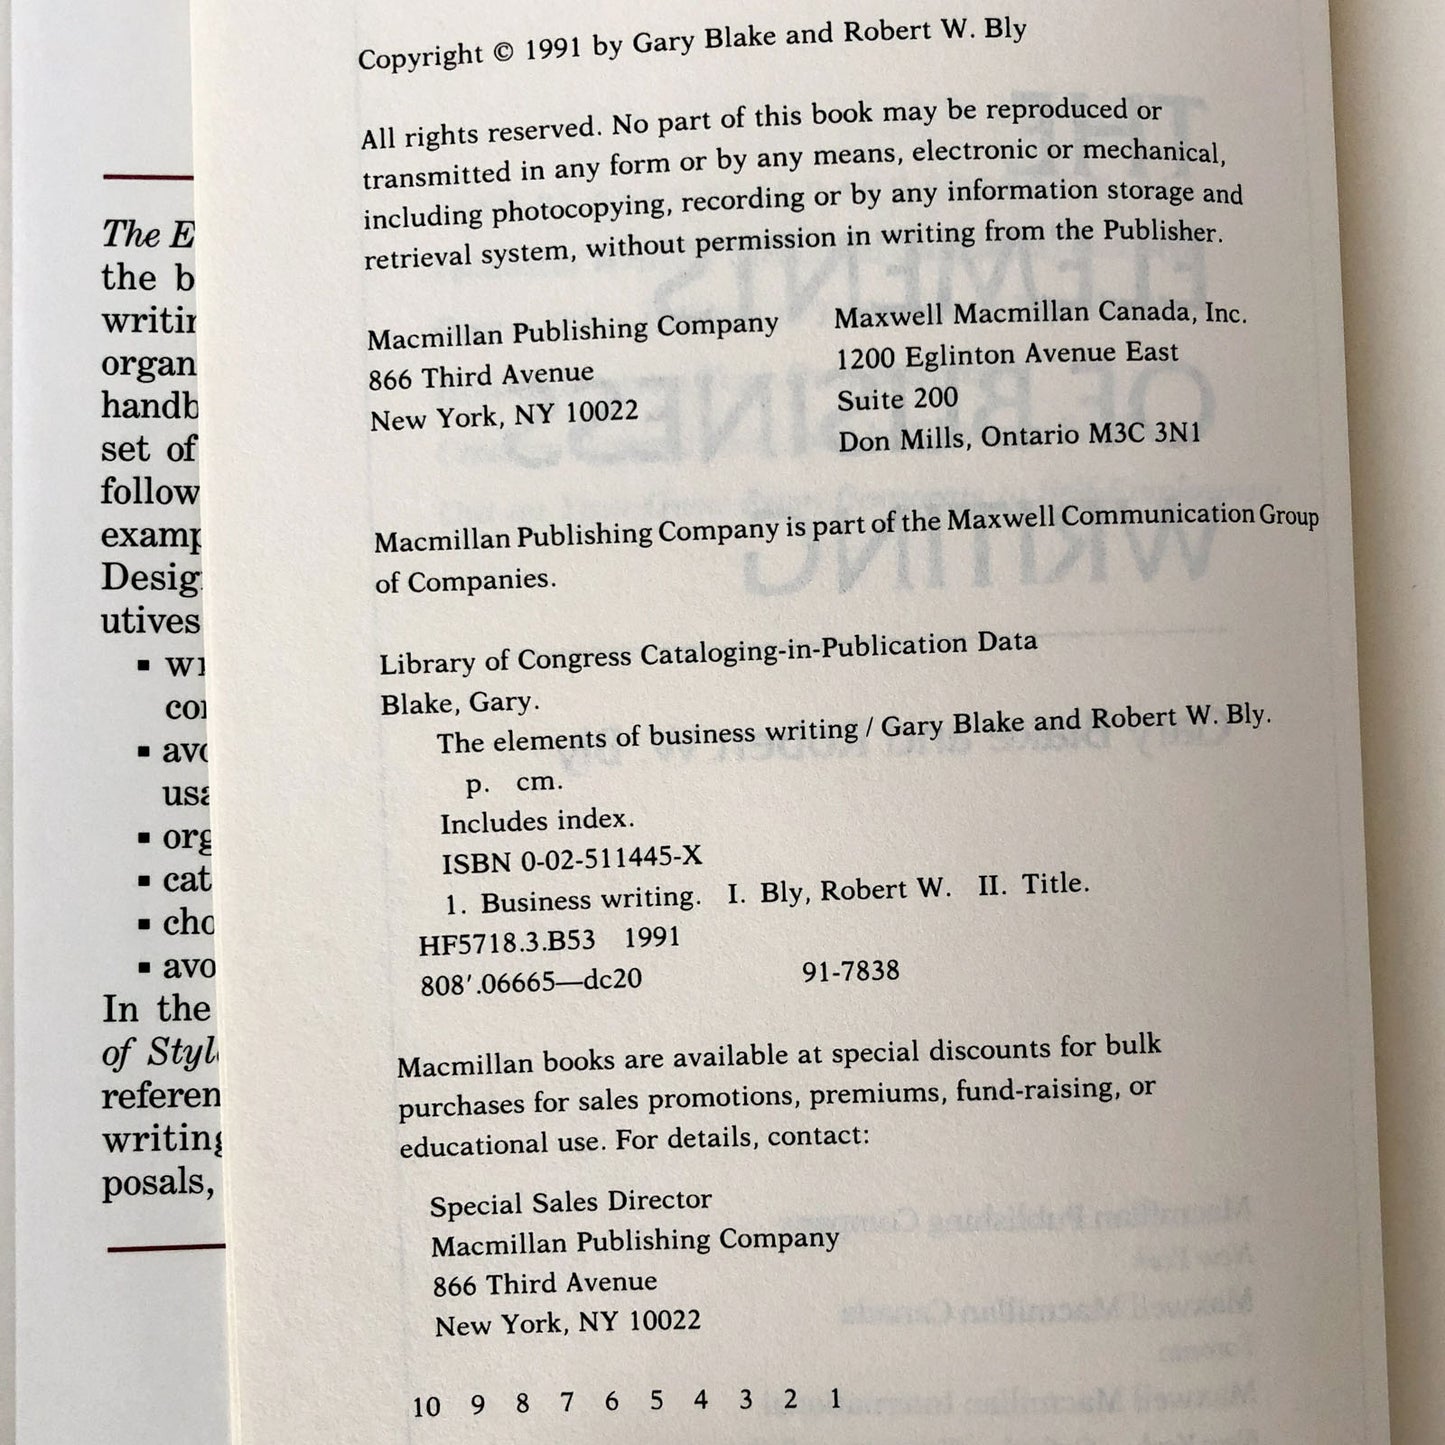 Copyright © 1991 by Gary Blake and Robert W. Bly
All rights reserved. No part of this book may be reproduced or
transmitted in any form or by any means, electronic or mechanical,
including photocopying, recording or by any information storage and
retrieval system, without permission in writing from the Publisher.
Macmillan Publishing Company
866 Third Avenue
New York, NY 10022
Maxwell Macmillan Canada, Inc.
1200 Eglinton Avenue East
Suite 200
Don Mills, Ontario M3C 3N1
Macmillan Publishing Company is part of the Maxwell Communication Group
of Companies.
Library of Congress Cataloging-in-Publication Data
Blake, Gary.
The elements of business writing / Gary Blake and Robert W. Bly.
p. cm.
Includes index.
ISBN 0-02-511445-X
1. Business writing. I. Bly, Robert W. II. Title.
HF5718.3.B53 1991
808′.06665—dc20 91-7838
Macmillan books are available at special discounts for bulk
purchases for sales promotions, premiums, fund-raising, or
educational use. For details, contact:
Special Sales Director
Macmillan Publishing Company
866 Third Avenue
New York, NY 10022
10 9 8 7 6 5 4 3 2 1
The E
the b
writin
organ
handb
set of
follow
examp
Desig
utives
▪ wr
con
▪ avo
usa
▪ org
▪ cat
▪ cho
▪ avo
In the
of Styl
referen
writing
posals,